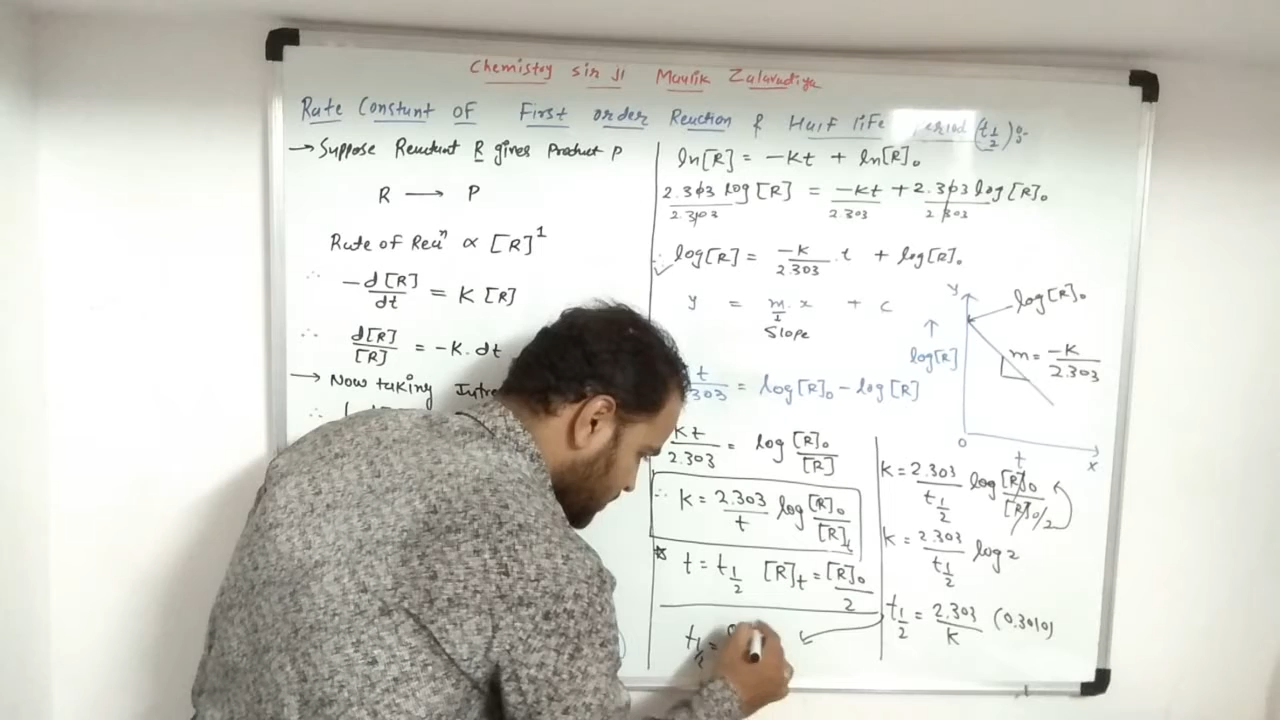 Chemistry sir ji Maulik Zalavadiya
Rate Constant OF First order Reaction & Half life period (t1/2):-
→ Suppose Reactant R gives Product P
R → P
Rate of Reaⁿ ∝ [R]¹
∴ -d[R]/dt = K [R]
∴ d[R]/[R] = -K.dt
→ Now taking
∴
ln[R] = -Kt + ln[R]₀
2.303 log[R]/2.303 = -Kt/2.303 + 2.303 log[R]₀/2.303
∴ log[R] = -K/2.303 . t + log[R]₀
y = m.x + c
Slope
t/303 = log[R]₀ - log[R]
Kt/2.303 = log [R]₀/[R]
∴ K = 2.303/t log [R]₀/[R]t
* t = t1/2 [R]t = [R]₀/2
t1/2 = 0
y
log[R]₀
↑ log[R]
m = -K/2.303
0 t x
K = 2.303/t1/2 log [R]₀/[R]₀/2
K = 2.303/t1/2 log 2
t1/2 = 2.303/K (0.3010)